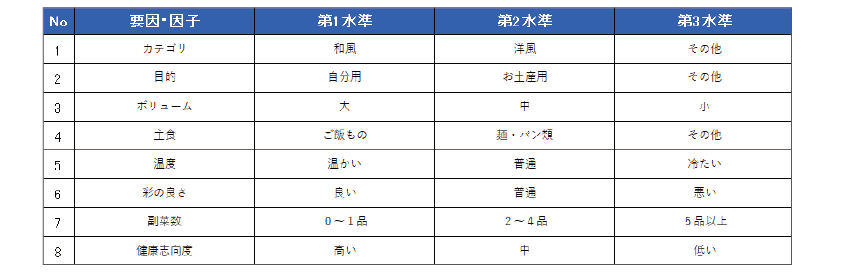 No 要因・因子 第1水準 第2水準 第3水準
1 カテゴリ 和風 洋風 その他
2 目的 自分用 お土産用 その他
3 ボリューム 大 中 小
4 主食 ご飯もの 麺・パン類 その他
5 温度 温かい 普通 冷たい
6 彩の良さ 良い 普通 悪い
7 副菜数 0～1品 2～4品 5品以上
8 健康志向度 高い 中 低い